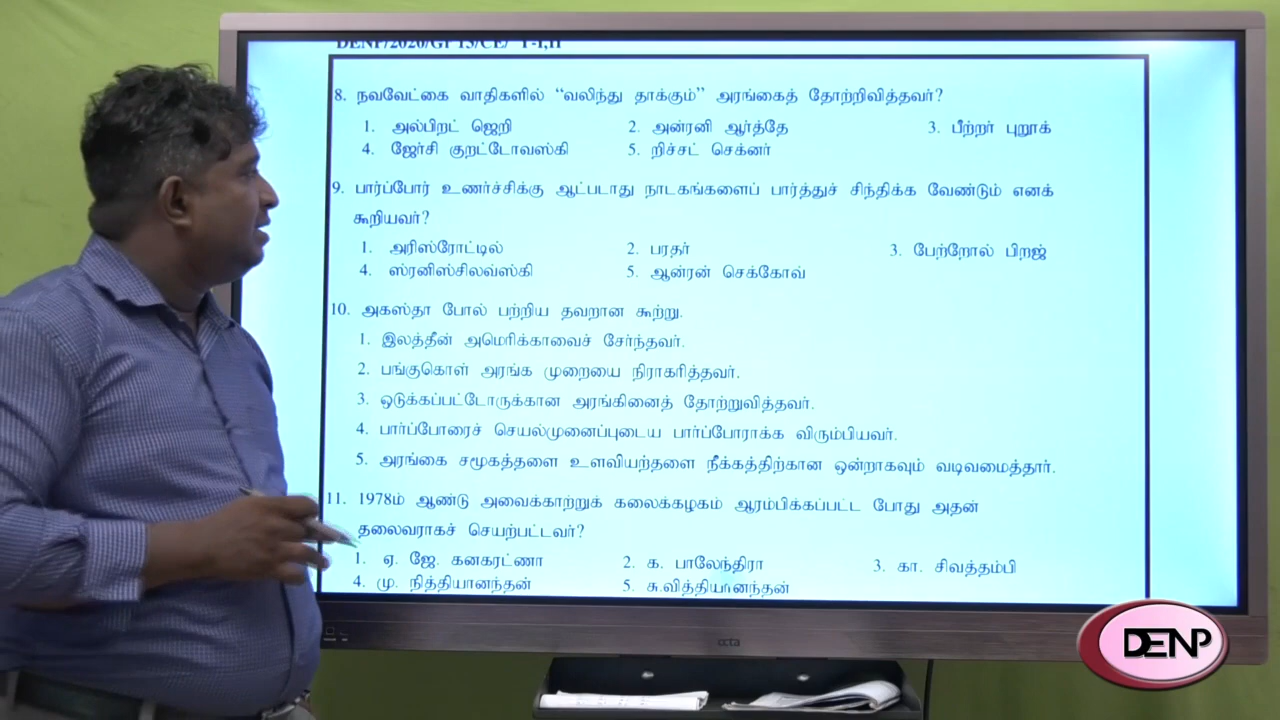 DENP/2020/Gr 13/CE/ T-I,II
8. நவவேட்கை வாதிகளில் “வலிந்து தாக்கும்” அரங்கைத் தோற்றிவித்தவர்?
1. அல்பிறட் ஜெறி 2. அன்ரனி ஆர்த்தே 3. பீற்றர் புறூக்
4. ஜேர்சி குறட்டோவஸ்கி 5. றிச்சட் செக்னர்
9. பார்ப்போர் உணர்ச்சிக்கு ஆட்படாது நாடகங்களைப் பார்த்துச் சிந்திக்க வேண்டும் எனக்
கூறியவர்?
1. அரிஸ்ரோட்டில் 2. பரதர் 3. பேற்றோல் பிறஜ்
4. ஸ்ரனிஸ்சிலவ்ஸ்கி 5. ஆன்ரன் செக்கோவ்
10. அகஸ்தா போல் பற்றிய தவறான கூற்று.
1. இலத்தீன் அமெரிக்காவைச் சேர்ந்தவர்.
2. பங்குகொள் அரங்க முறையை நிராகரித்தவர்.
3. ஒடுக்கப்பட்டோருக்கான அரங்கினைத் தோற்றுவித்தவர்.
4. பார்ப்போரைச் செயல்முனைப்புடைய பார்ப்போராக்க விரும்பியவர்.
5. அரங்கை சமூகத்தளை உளவியற்தளை நீக்கத்திற்கான ஒன்றாகவும் வடிவமைத்தார்.
11. 1978ம் ஆண்டு அவைக்காற்றுக் கலைக்கழகம் ஆரம்பிக்கப்பட்ட போது அதன்
தலைவராகச் செயற்பட்டவர்?
1. ஏ. ஜே. கனகரட்ணா 2. க. பாலேந்திரா 3. கா. சிவத்தம்பி
4. மு. நித்தியானந்தன் 5. சு.வித்தியானந்தன்
DENP